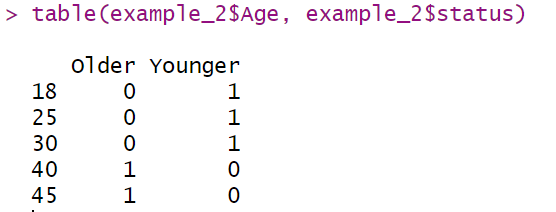 > table(example_2$Age, example_2$status)
Older Younger
18 0 1
25 0 1
30 0 1
40 1 0
45 1 0